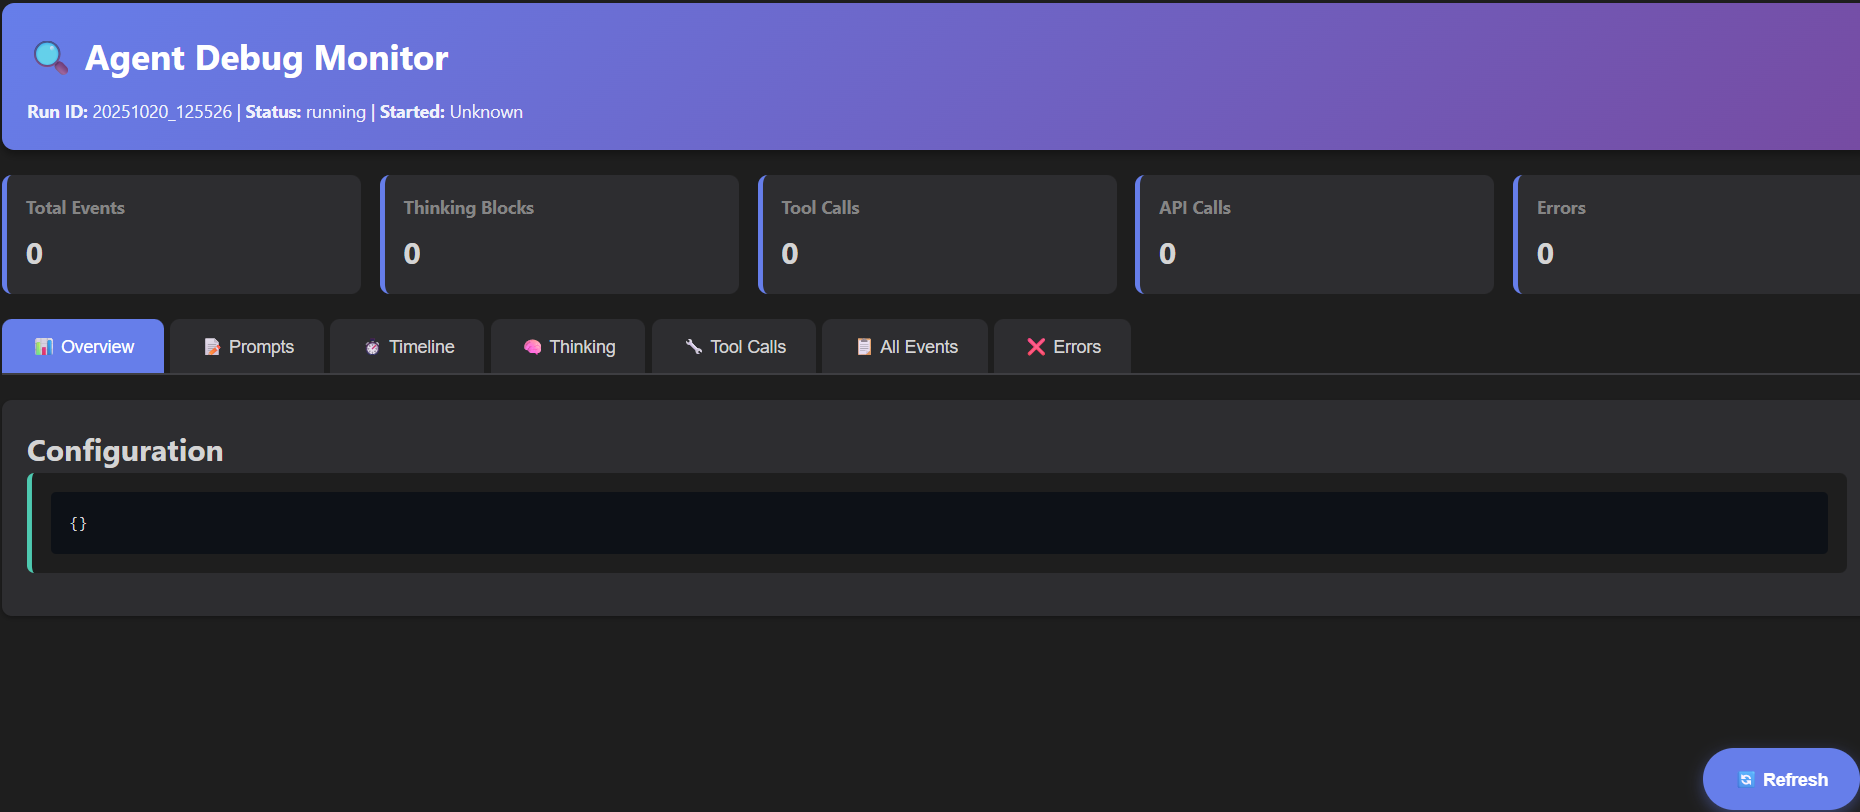 Agent Debug Monitor
Run ID: 20251020_125526 | Status: running | Started: Unknown
Total Events
0
Thinking Blocks
0
Tool Calls
0
API Calls
0
Errors
0
Overview
Prompts
Timeline
Thinking
Tool Calls
All Events
Errors
Configuration
{}
Refresh